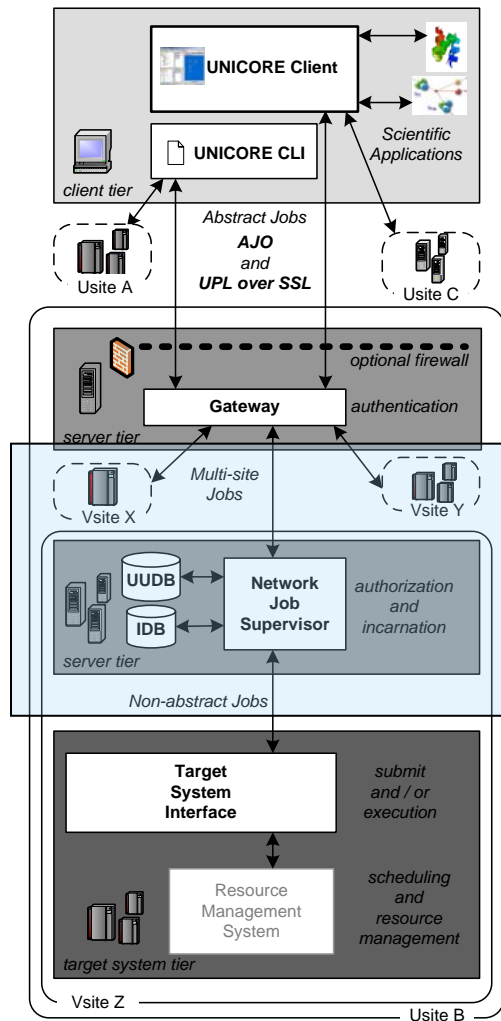 UNICORE Client
UNICORE CLI
Scientific
Applications
client tier
Abstract Jobs
AJO
and
UPL over SSL
Usite A
Usite C
optional firewall
Gateway
authentication
server tier
Vsite X
Multi-site
Jobs
Vsite Y
UUDB
IDB
Network
Job
Supervisor
authorization
and
incarnation
server tier
Non-abstract Jobs
Target
System
Interface
submit
and / or
execution
Resource
Management
System
scheduling
and
resource
management
target system tier
Vsite Z
Usite B